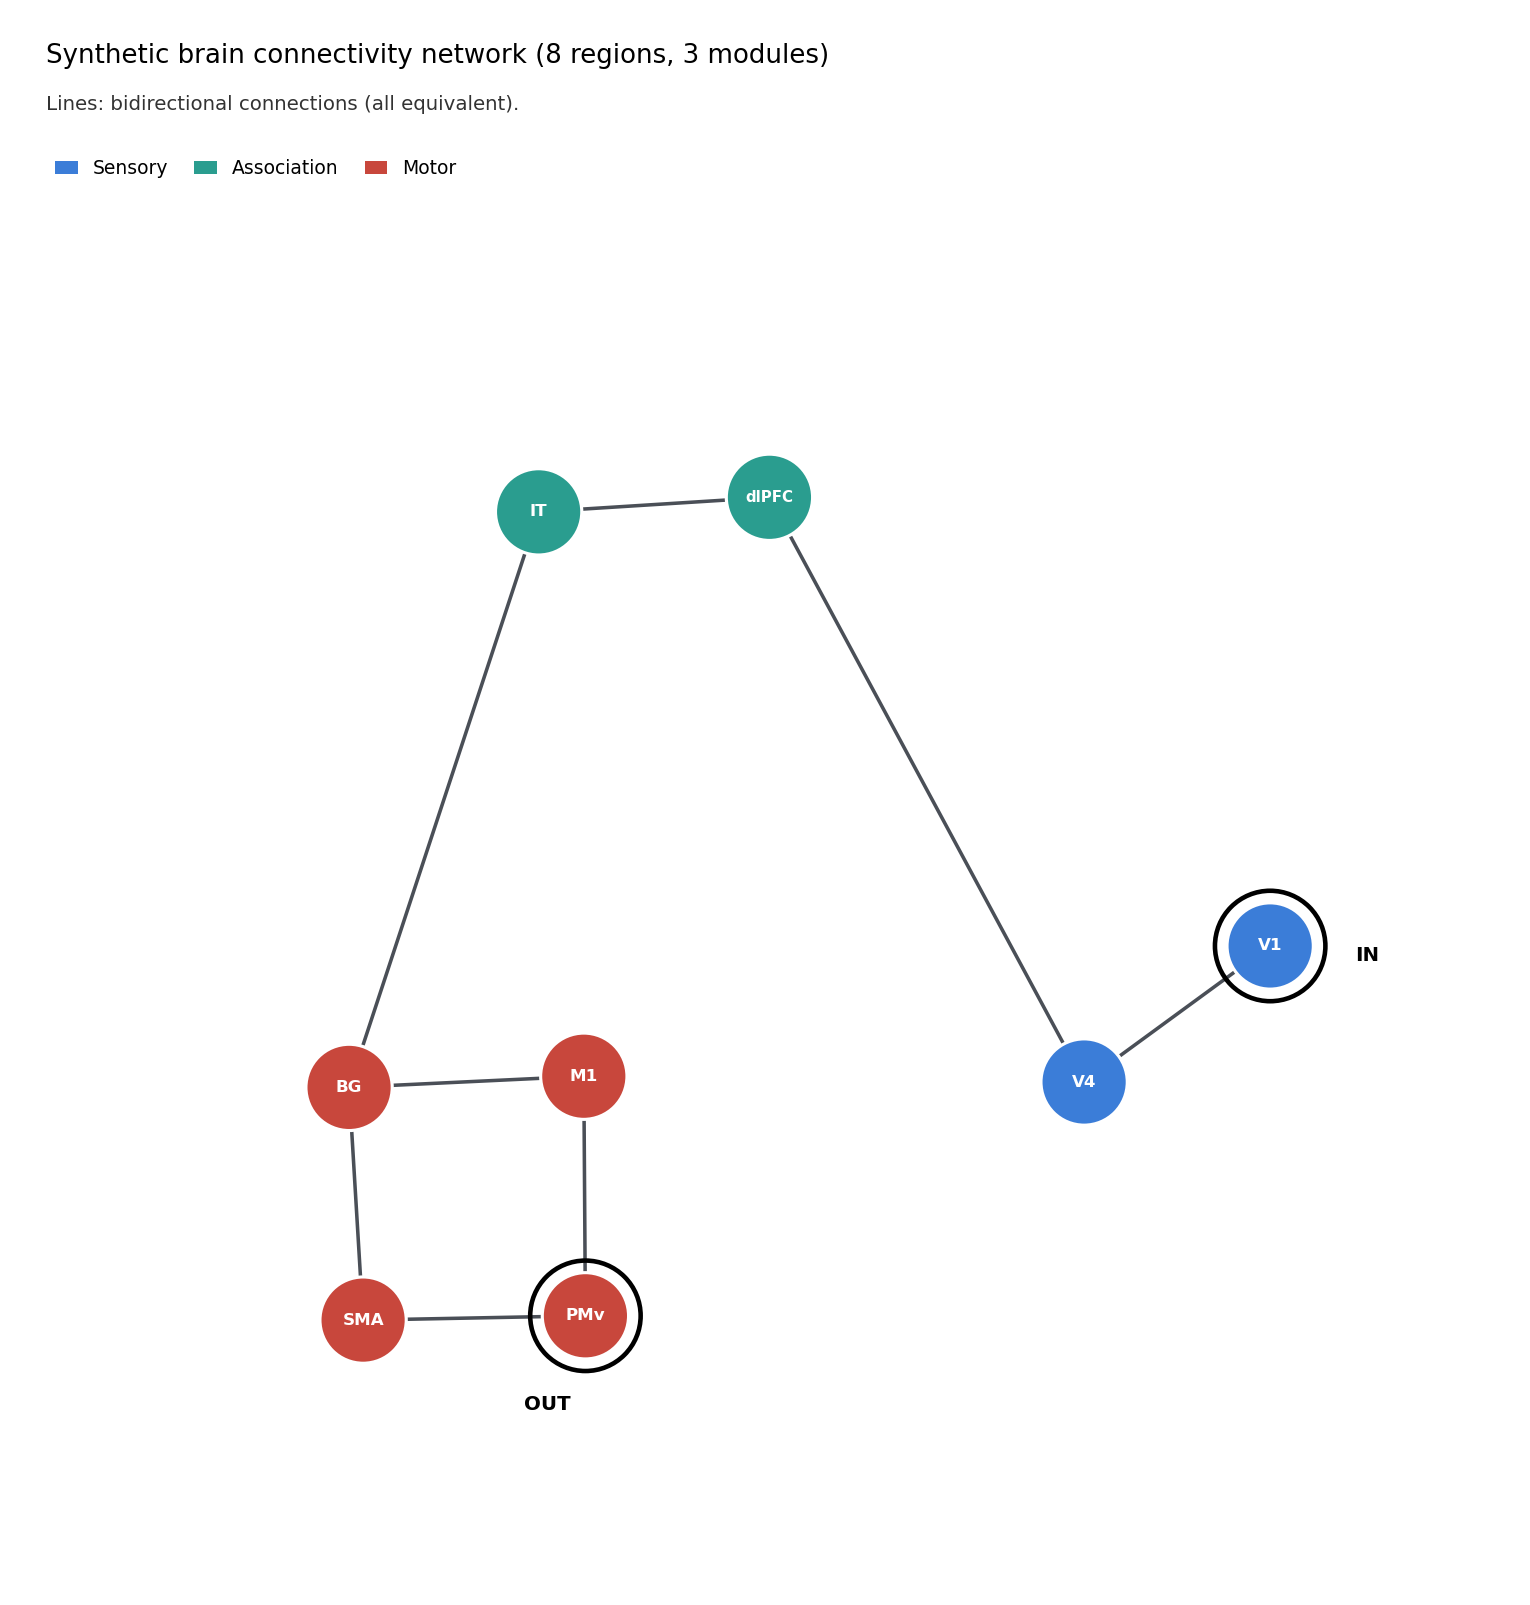 Synthetic brain connectivity network (8 regions, 3 modules)
Lines: bidirectional connections (all equivalent).
Sensory Association Motor
dlPFC
IT
V1
IN
M1
V4
BG
PMv
SMA
OUT